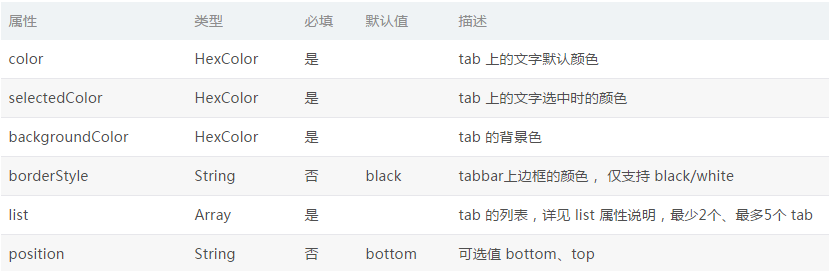 属性 类型 必填 默认值 描述
color HexColor 是 tab 上的文字默认颜色
selectedColor HexColor 是 tab 上的文字选中时的颜色
backgroundColor HexColor 是 tab 的背景色
borderStyle String 否 black tabbar上边框的颜色， 仅支持 black/white
list Array 是 tab 的列表，详见 list 属性说明，最少2个、最多5个 tab
position String 否 bottom 可选值 bottom、top